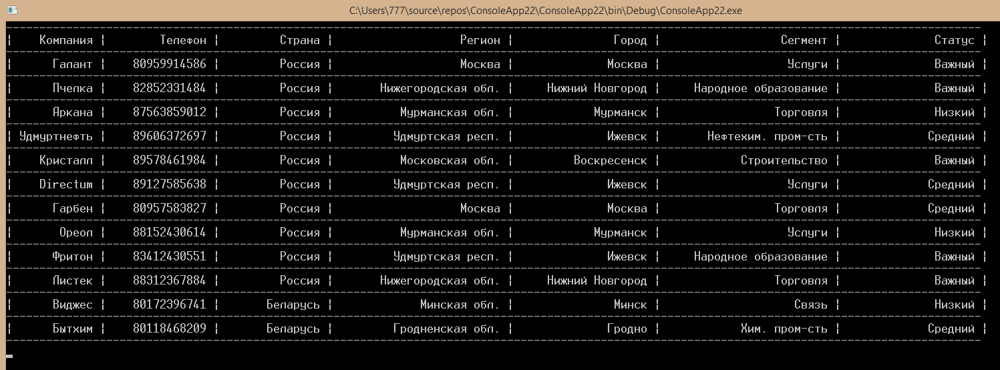 C:\Users\777\source\repos\ConsoleApp22\ConsoleApp22\bin\Debug\ConsoleApp22.exe
| Компания | Телефон | Страна | Регион | Город | Сегмент | Статус |
| Галант | 80959914586 | Россия | Москва | Москва | Услуги | Важный |
| Пчелка | 82852331484 | Россия | Нижегородская обл. | Нижний Новгород | Народное образование | Важный |
| Аркана | 87563859012 | Россия | Мурманская обл. | Мурманск | Торговля | Низкий |
| Удмуртнефть | 89606372697 | Россия | Удмуртская респ. | Ижевск | Нефтехим. пром-сть | Средний |
| Кристалл | 89578461984 | Россия | Московская обл. | Воскресенск | Строительство | Важный |
| Directum | 89127585638 | Россия | Удмуртская респ. | Ижевск | Услуги | Средний |
| Гарбен | 80957583827 | Россия | Москва | Москва | Торговля | Средний |
| Ореол | 88152430614 | Россия | Мурманская обл. | Мурманск | Услуги | Низкий |
| Фритон | 83412430551 | Россия | Удмуртская респ. | Ижевск | Народное образование | Важный |
| Листек | 88312367884 | Россия | Нижегородская обл. | Нижний Новгород | Торговля | Важный |
| Виджес | 80172396741 | Беларусь | Минская обл. | Минск | Связь | Низкий |
| Бытхим | 80118468209 | Беларусь | Гродненская обл. | Гродно | Хим. пром-сть | Средний |